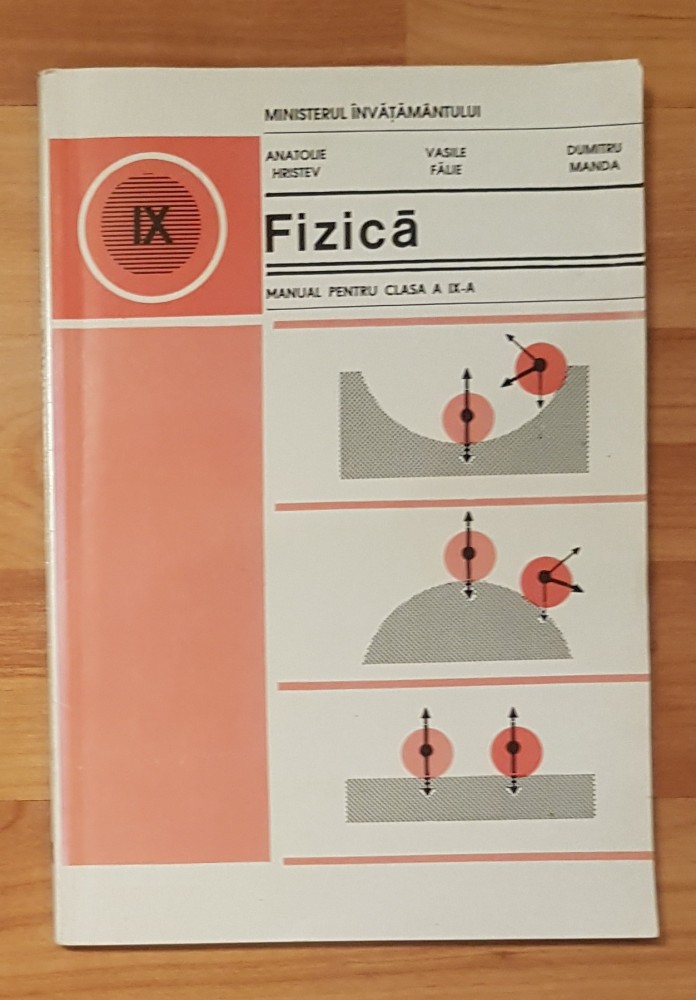 MINISTERUL ÎNVĂȚĂMÂNTULUI
ANATOLIE VASILE DUMITRU
HRISTEV FĂLIE MANDA
IX
Fizică
MANUAL PENTRU CLASA A IX-A